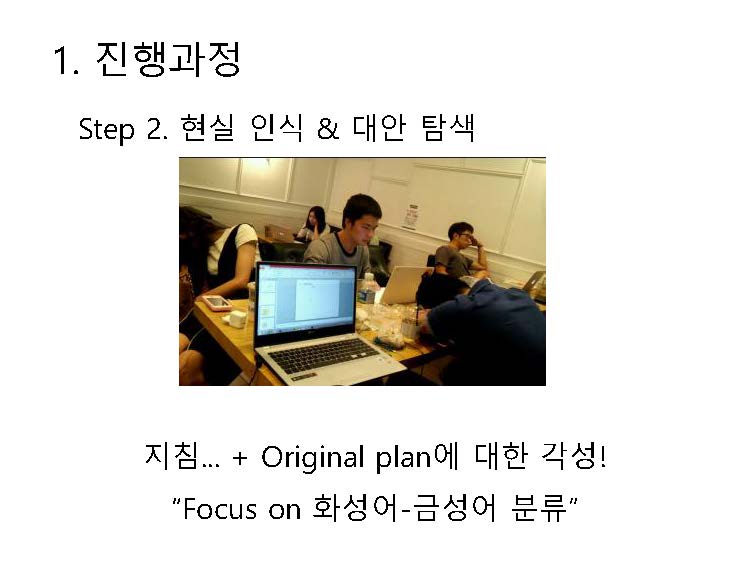 1. 진행과정
Step 2. 현실 인식 & 대안 탐색
지침... + Original plan에 대한 각성!
“Focus on 화성어-금성어 분류”